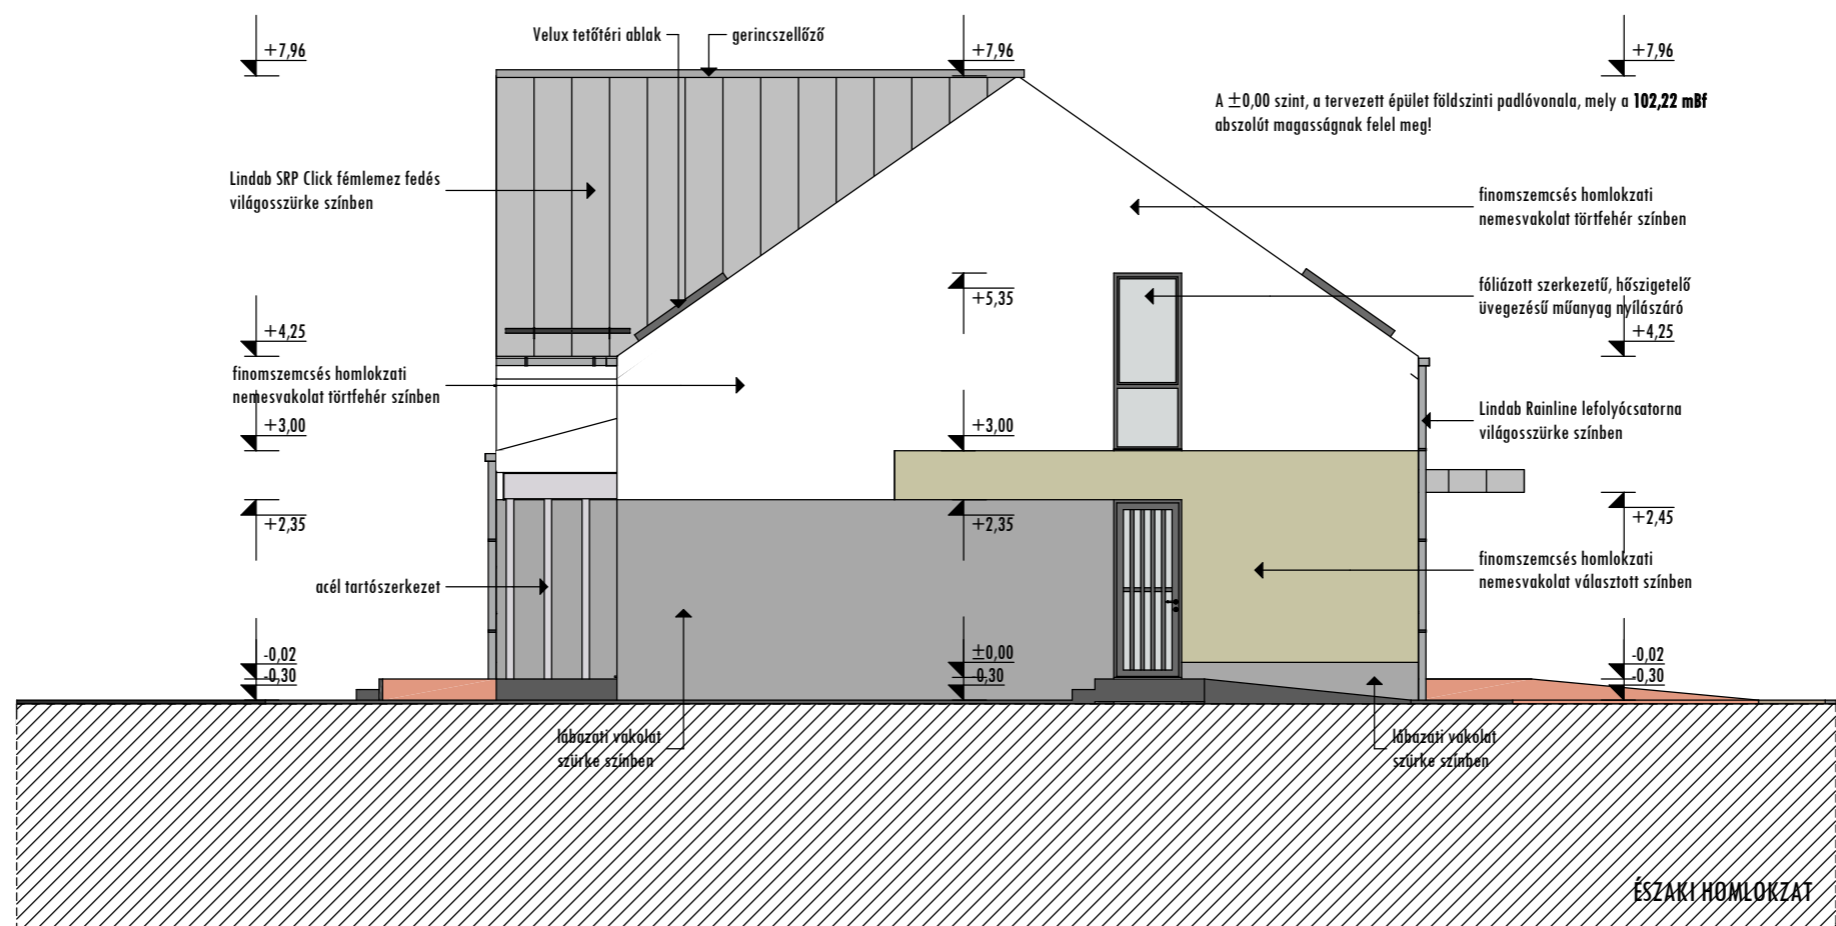 +7,96
Velux tetőtéri ablak
gerincszellőző
+7,96
+7,96
A ±0,00 szint, a tervezett épület földszinti padlóvonala, mely a 102,22 mBf
abszolút magasságnak felel meg!
Lindab SRP Click fémlemez fedés
világosszürke színben
finomszemcsés homlokzati
nemesvakolat törtfehér színben
+5,35
fóliázott szerkezetű, hőszigetelő
üvegezésű műanyag nyílászáró
+4,25
+4,25
finomszemcsés homlokzati
nemesvakolat törtfehér színben
Lindab Rainline lefolyócsatorna
világosszürke színben
+3,00
+3,00
+2,35
+2,35
+2,45
finomszemcsés homlokzati
nemesvakolat választott színben
acél tartószerkezet
-0,02
-0,30
±0,00
-0,30
-0,02
-0,30
lábazati vakolat
szürke színben
lábazati vakolat
szürke színben
ÉSZAKI HOMLOKZAT